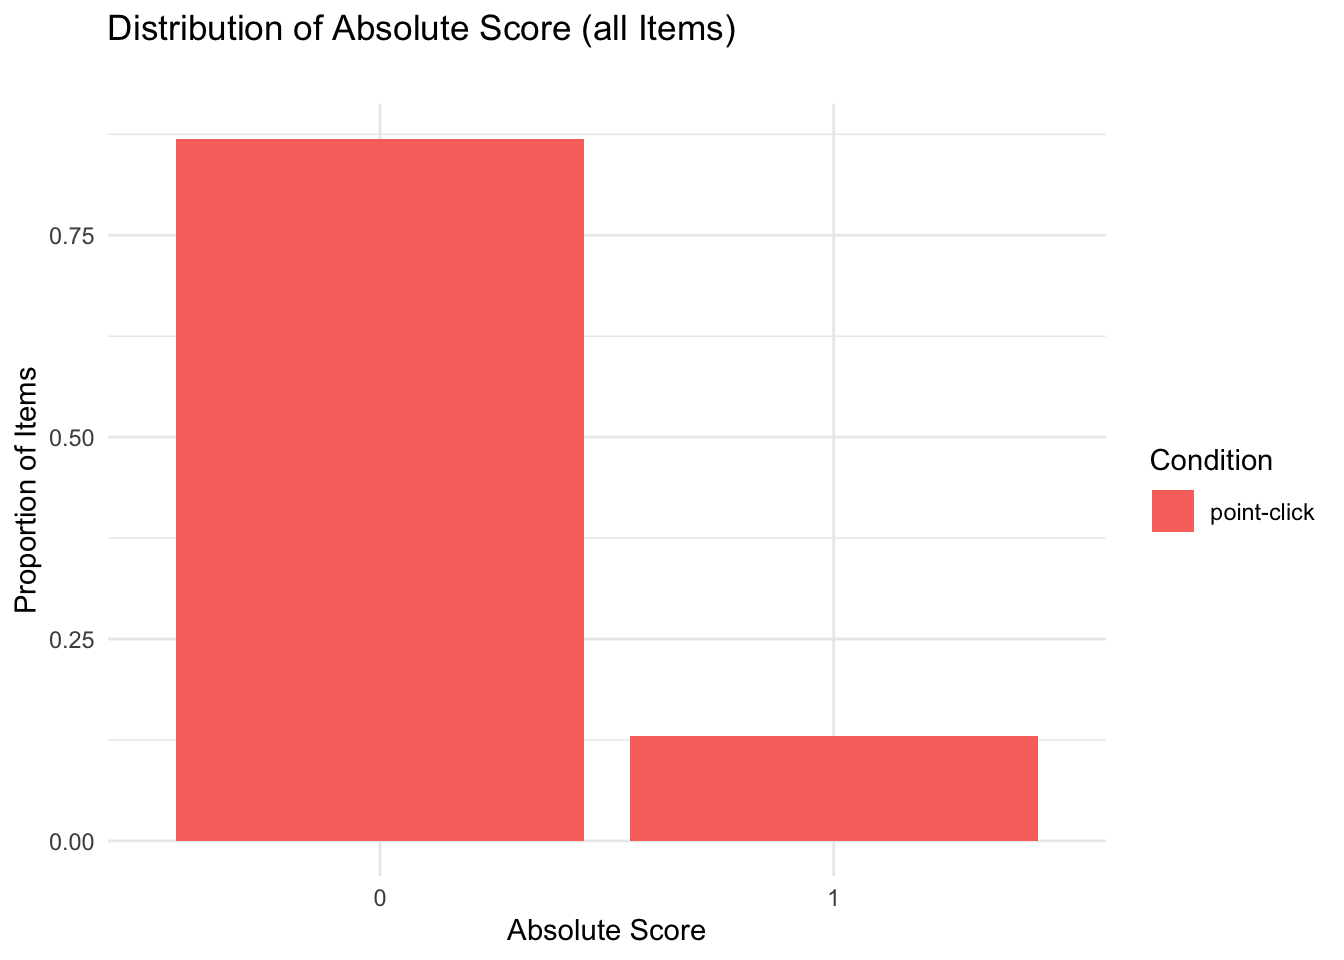 Distribution of Absolute Score (all Items)
Proportion of Items
0.75
0.50
0.25
0.00
0
1
Absolute Score
Condition
point-click